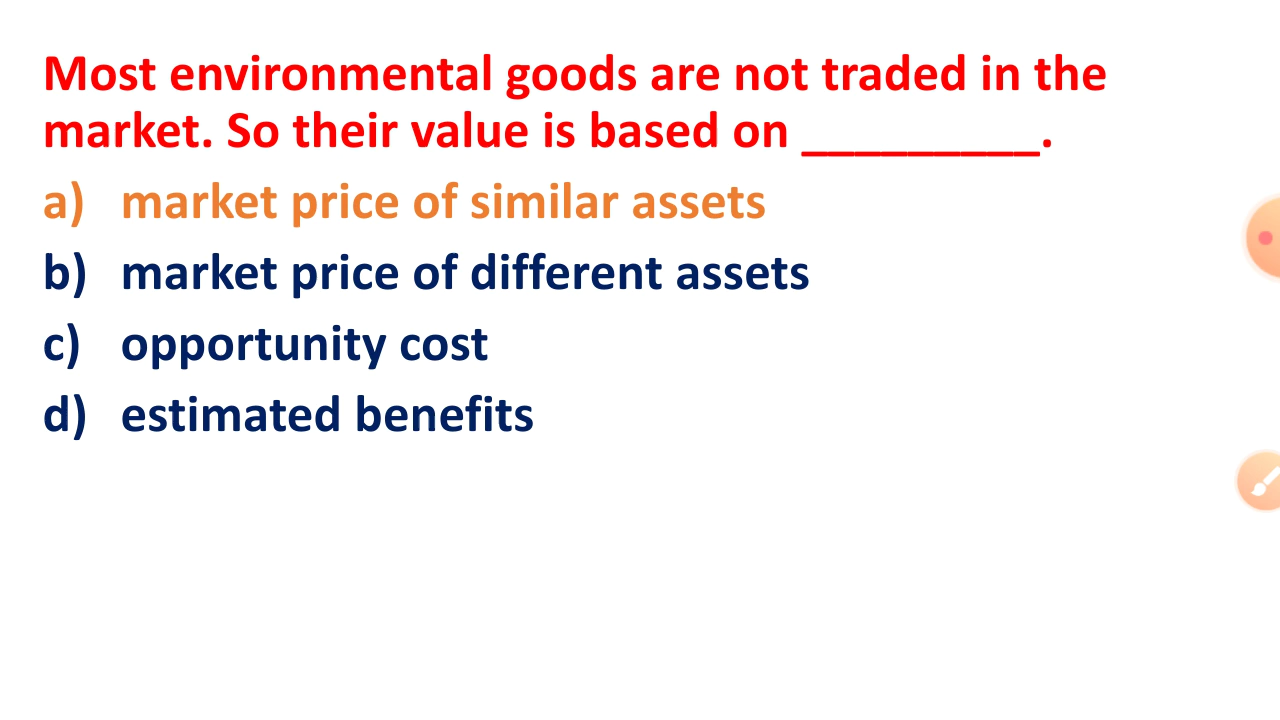 Most environmental goods are not traded in the
market. So their value is based on _________.
a) market price of similar assets
b) market price of different assets
c) opportunity cost
d) estimated benefits